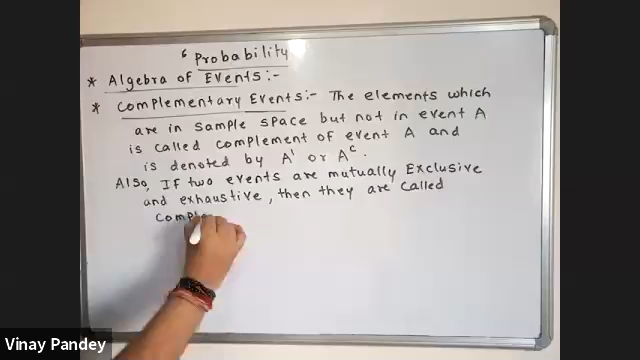 6 Probability
* Algebra of Events:-
* Complementary Events:- The elements which
are in sample space but not in event A
is called complement of event A and
is denoted by A' or Aᶜ.
Also, If two events are mutually Exclusive
and exhaustive, then they are called
Comple
Vinay Pandey